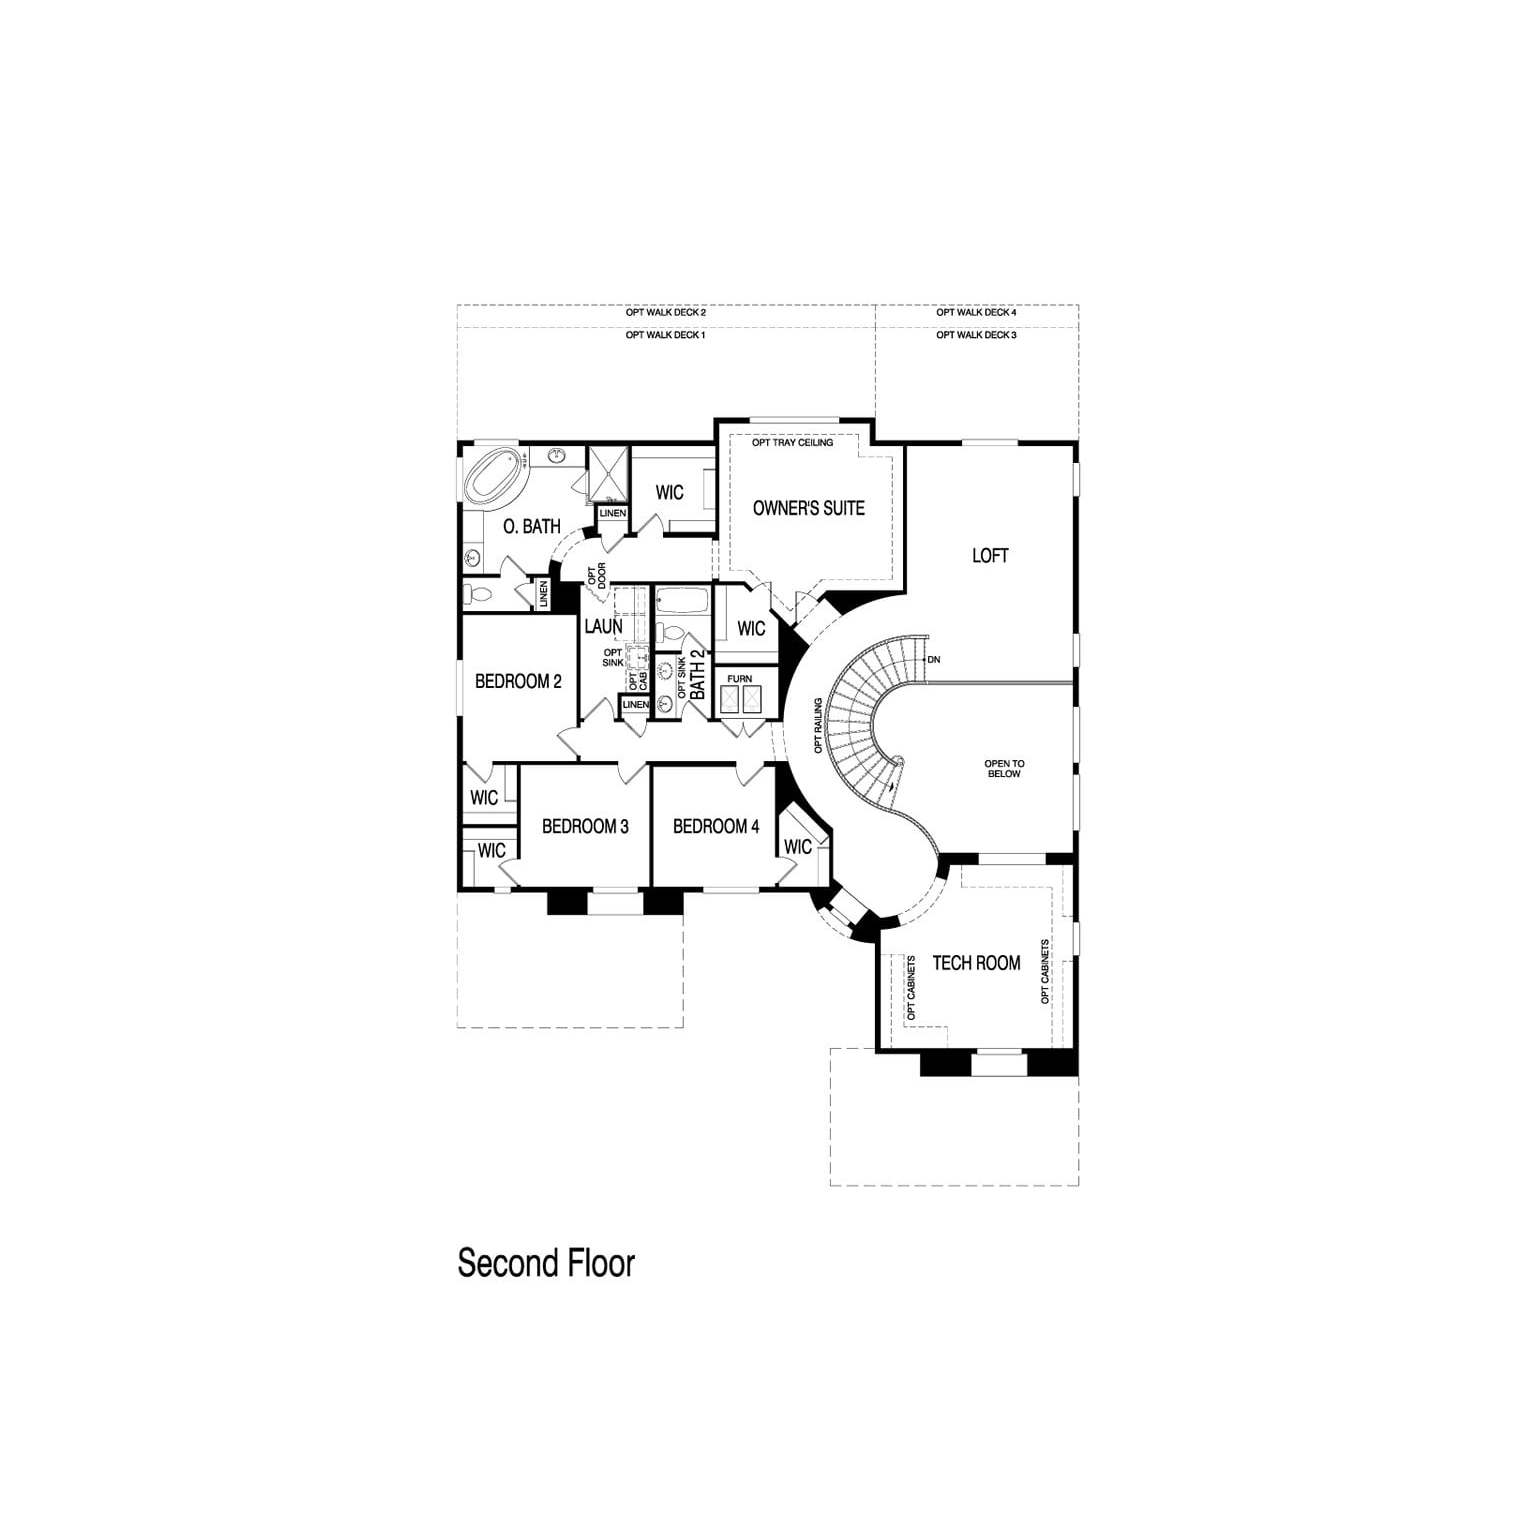 OPT WALK DECK 2
OPT WALK DECK 4
OPT WALK DECK 1
OPT WALK DECK 3
OPT TRAY CEILING
WIC
OWNER'S SUITE
LINEN
O. BATH
LOFT
OPT
DOOR
LINEN
LAUN
WIC
OPT
SINK
OPT
CAB
OPT SINK
BATH 2
DN
BEDROOM 2
FURN
LINEN
OPT RAILING
OPEN TO
BELOW
WIC
BEDROOM 3
BEDROOM 4
WIC
WIC
TECH ROOM
OPT CABINETS
OPT CABINETS
Second Floor